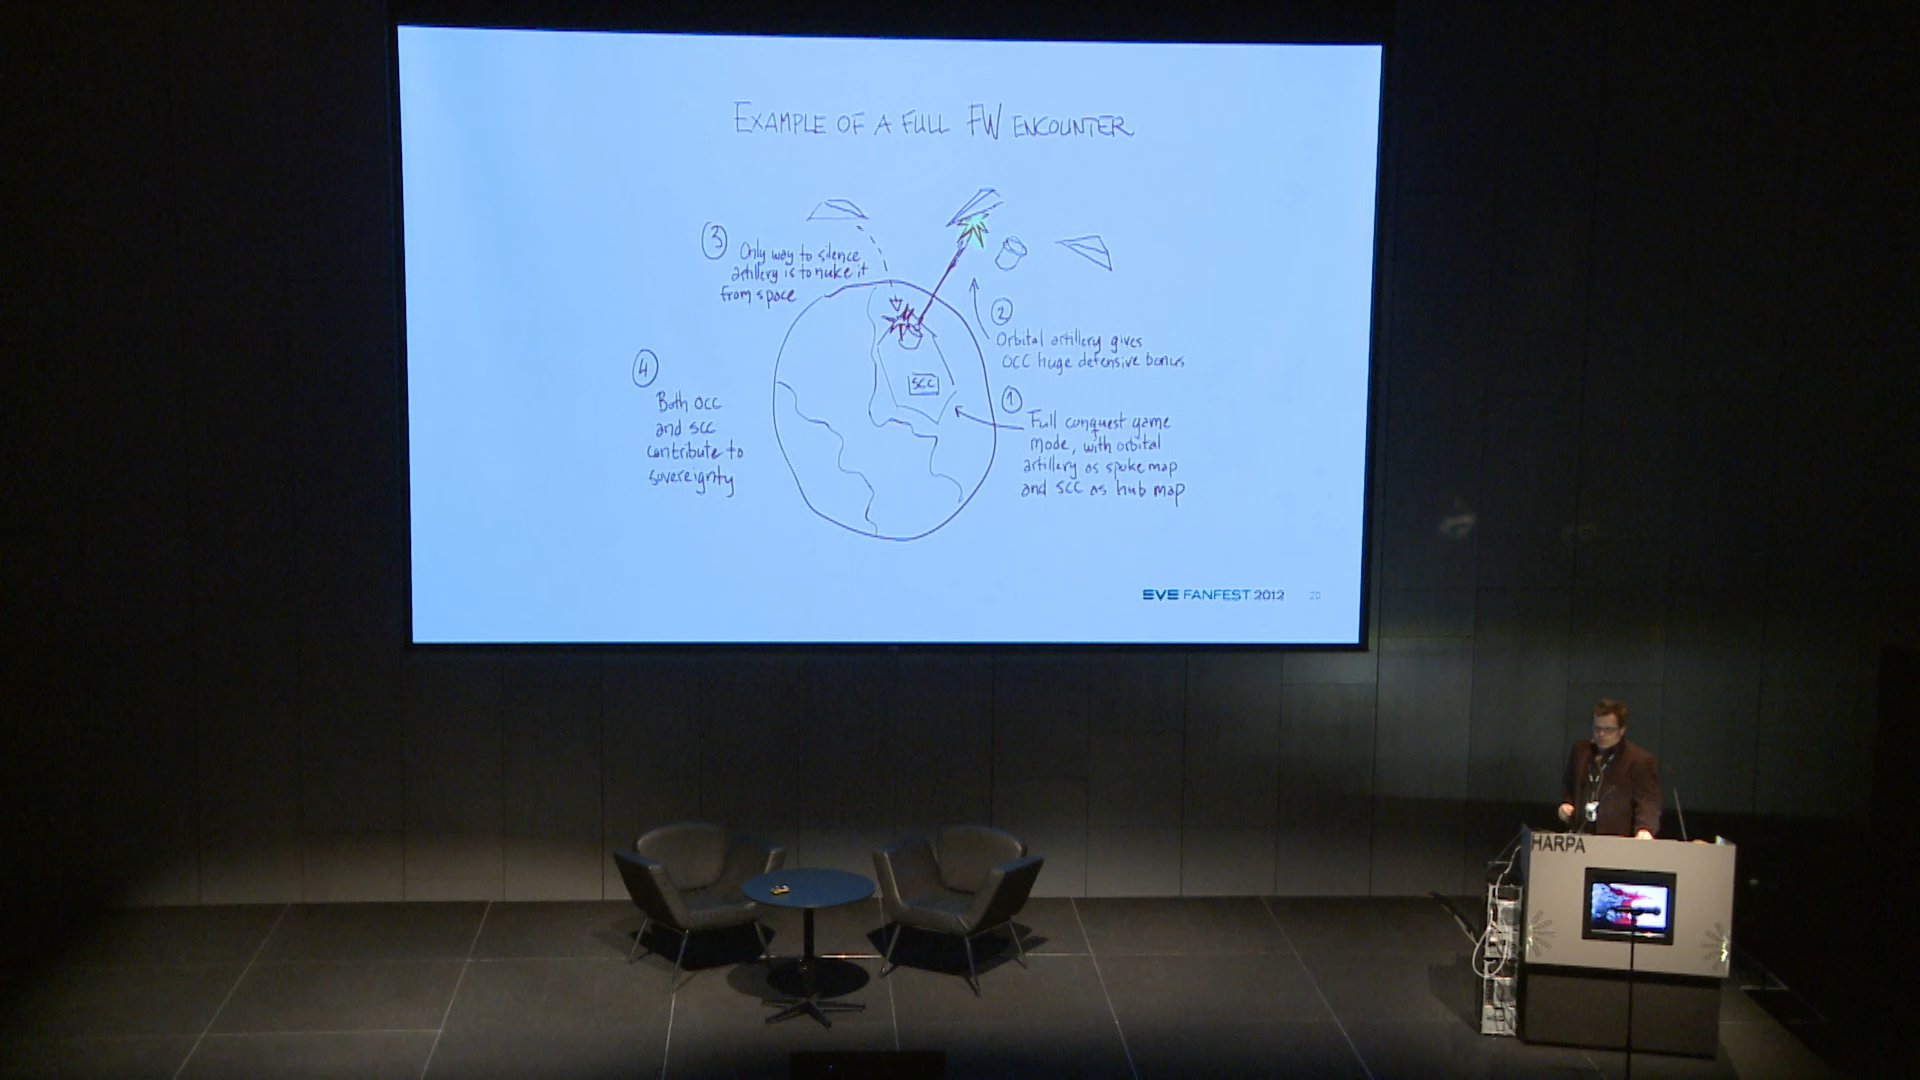 EXAMPLE OF A FULL FW ENCOUNTER
3
Only way to silence
artillery is to nuke it
from space
2
Orbital artillery gives
OCC huge defensive bonus
4
Both OCC
and SCC
contribute to
sovereignty
SCC
1
Full conquest game
mode, with orbital
artillery as spoke map
and SCC as hub map
EVE FANFEST 2012 20
HARPA